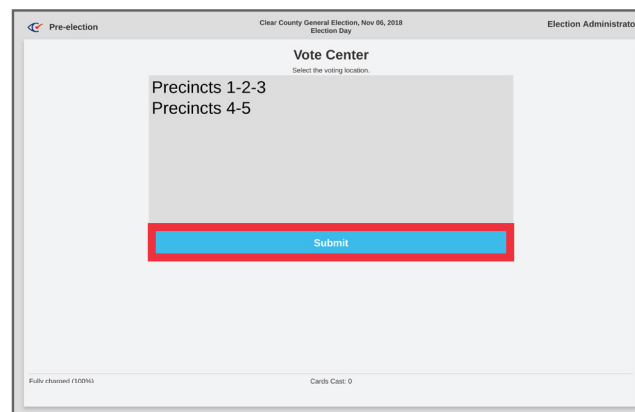 Pre-election
Clear County General Election, Nov 06, 2018
Election Day
Election Administrato
Vote Center
Select the voting location.
Precincts 1-2-3
Precincts 4-5
Submit
Fully charged (100%)
Cards Cast: 0